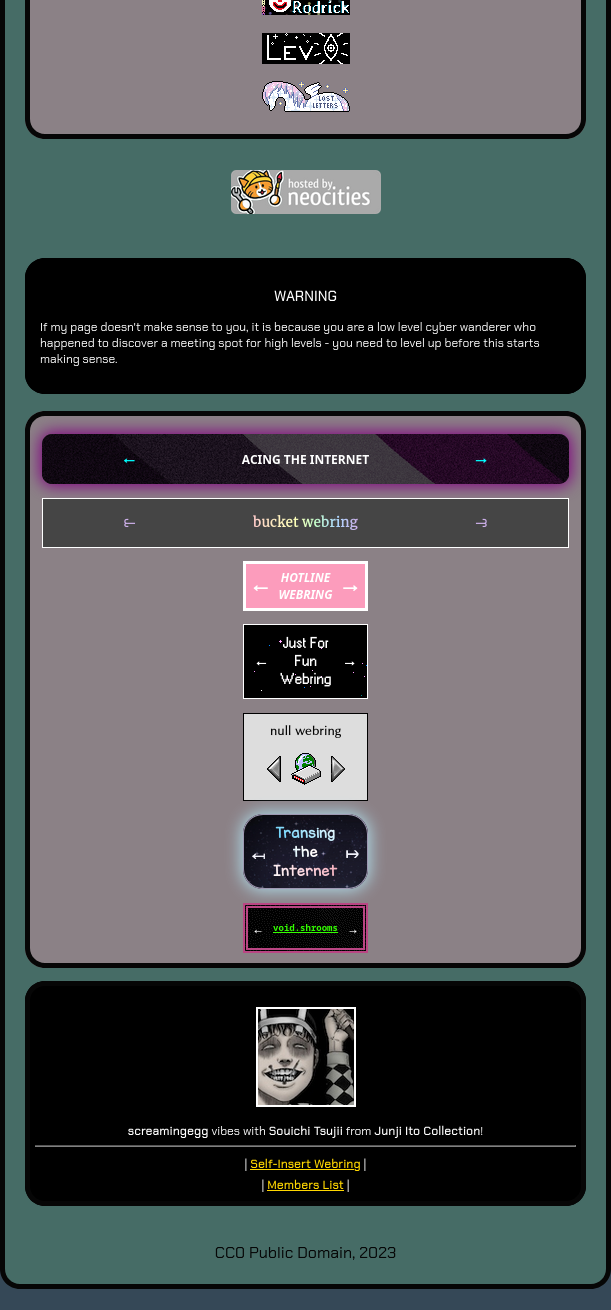 Rodrick
LEV
LOST
LETTERS
hosted by
neocities
WARNING
If my page doesn't make sense to you, it is because you are a low level cyber wanderer who
happened to discover a meeting spot for high levels - you need to level up before this starts
making sense.
← ACING THE INTERNET →
bucket webring
← HOTLINE →
WEBRING
Just For
← Fun →
Webring
null webring
Transing
↤ the ↦
Internet
← void.shrooms →
screamingegg vibes with Souichi Tsujii from Junji Ito Collection!
| Self-Insert Webring |
| Members List |
CC0 Public Domain, 2023